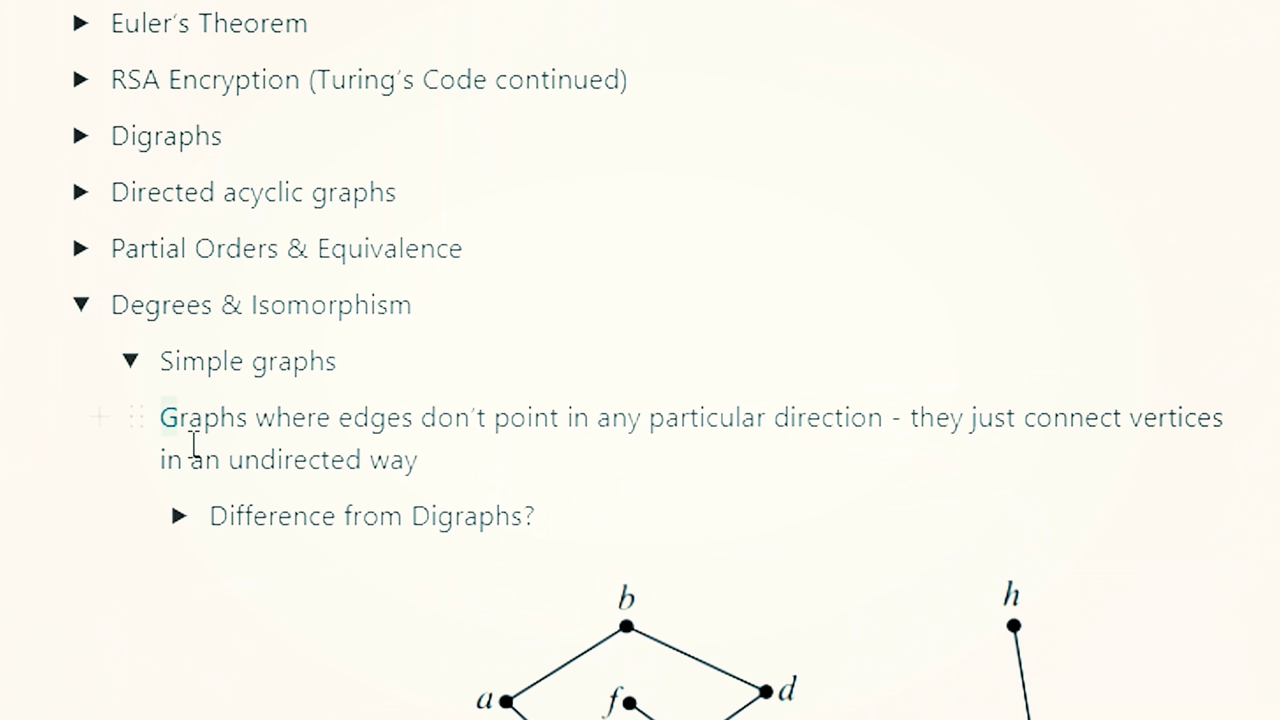 Euler's Theorem
RSA Encryption (Turing's Code continued)
Digraphs
Directed acyclic graphs
Partial Orders & Equivalence
Degrees & Isomorphism
Simple graphs
Graphs where edges don't point in any particular direction - they just connect vertices
in an undirected way
Difference from Digraphs?
b
h
a
f
d